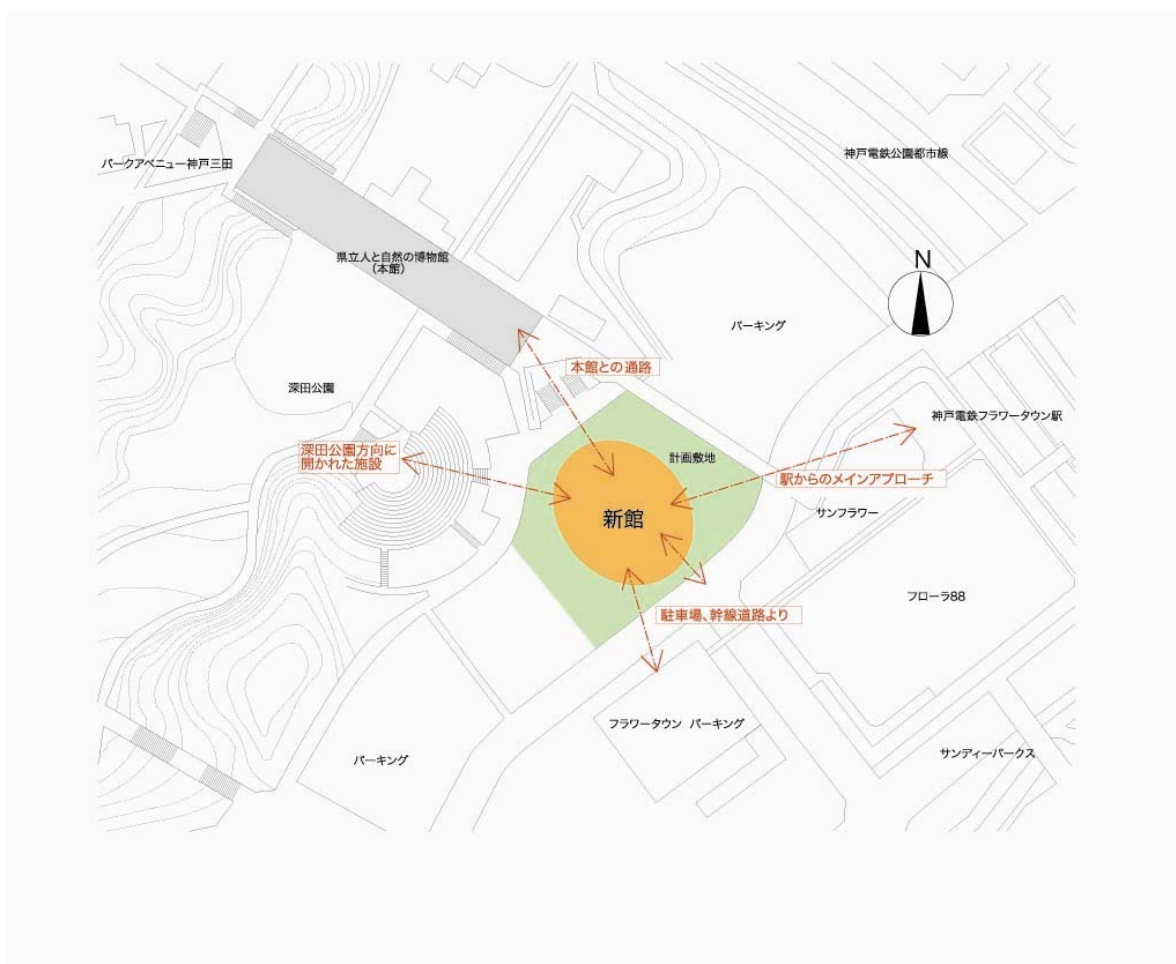 神戸電鉄公園都市線
パークアベニュー神戸三田
県立人と自然の博物館
(本館)
N
パーキング
本館との通路
深田公園
神戸電鉄フラワータウン駅
深田公園方向に
開かれた施設
計画敷地
駅からのメインアプローチ
新館
サンフラワー
フローラ88
駐車場、幹線道路より
フラワータウン パーキング
パーキング
サンディーパークス